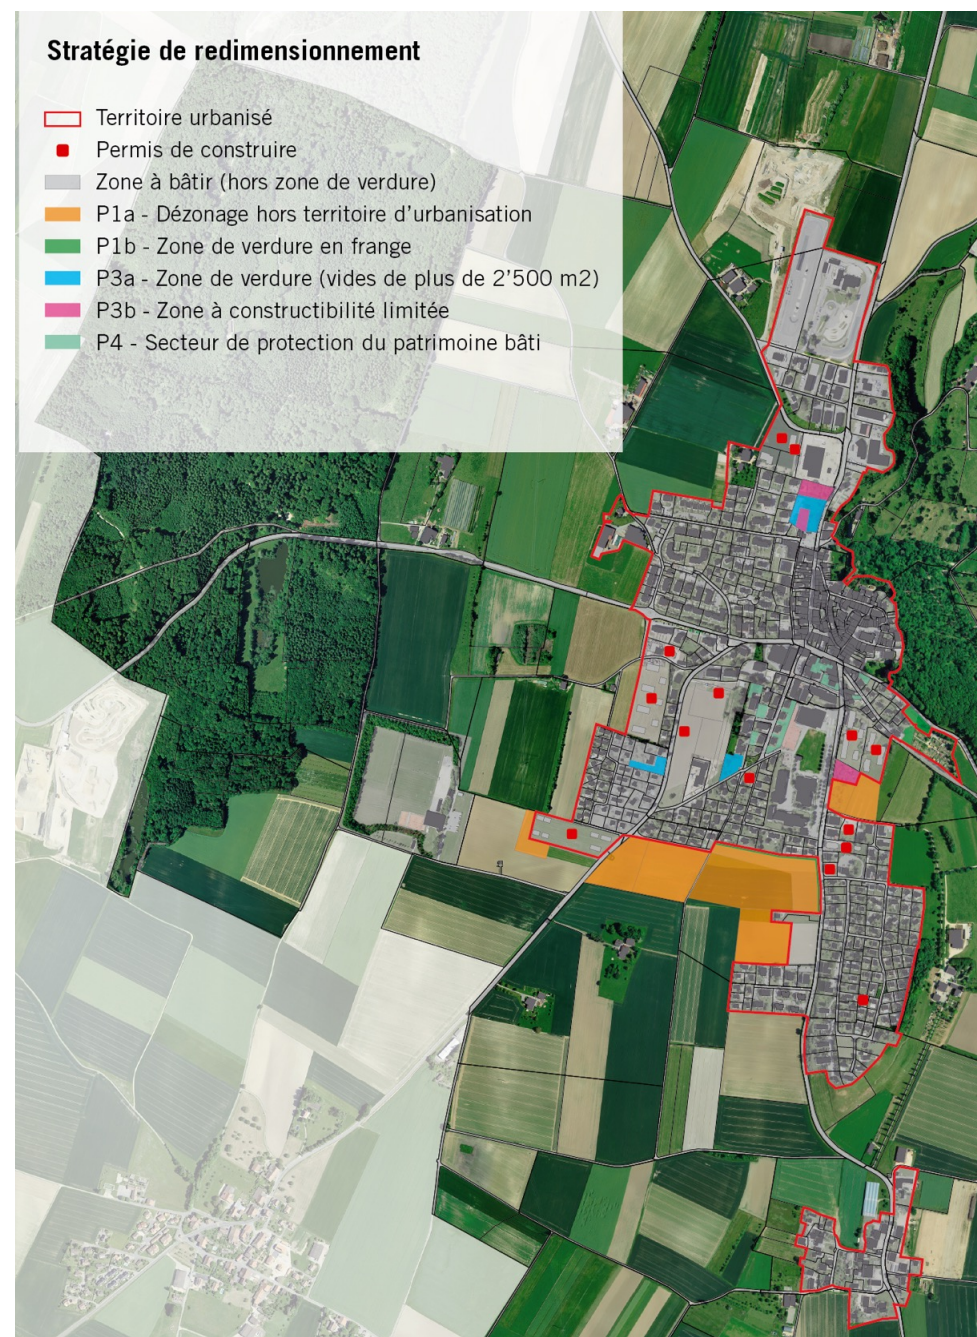 Stratégie de redimensionnement
Territoire urbanisé
Permis de construire
Zone à bâtir (hors zone de verdure)
P1a - Dézonage hors territoire d'urbanisation
P1b - Zone de verdure en frange
P3a - Zone de verdure (vides de plus de 2'500 m2)
P3b - Zone à constructibilité limitée
P4 - Secteur de protection du patrimoine bâti